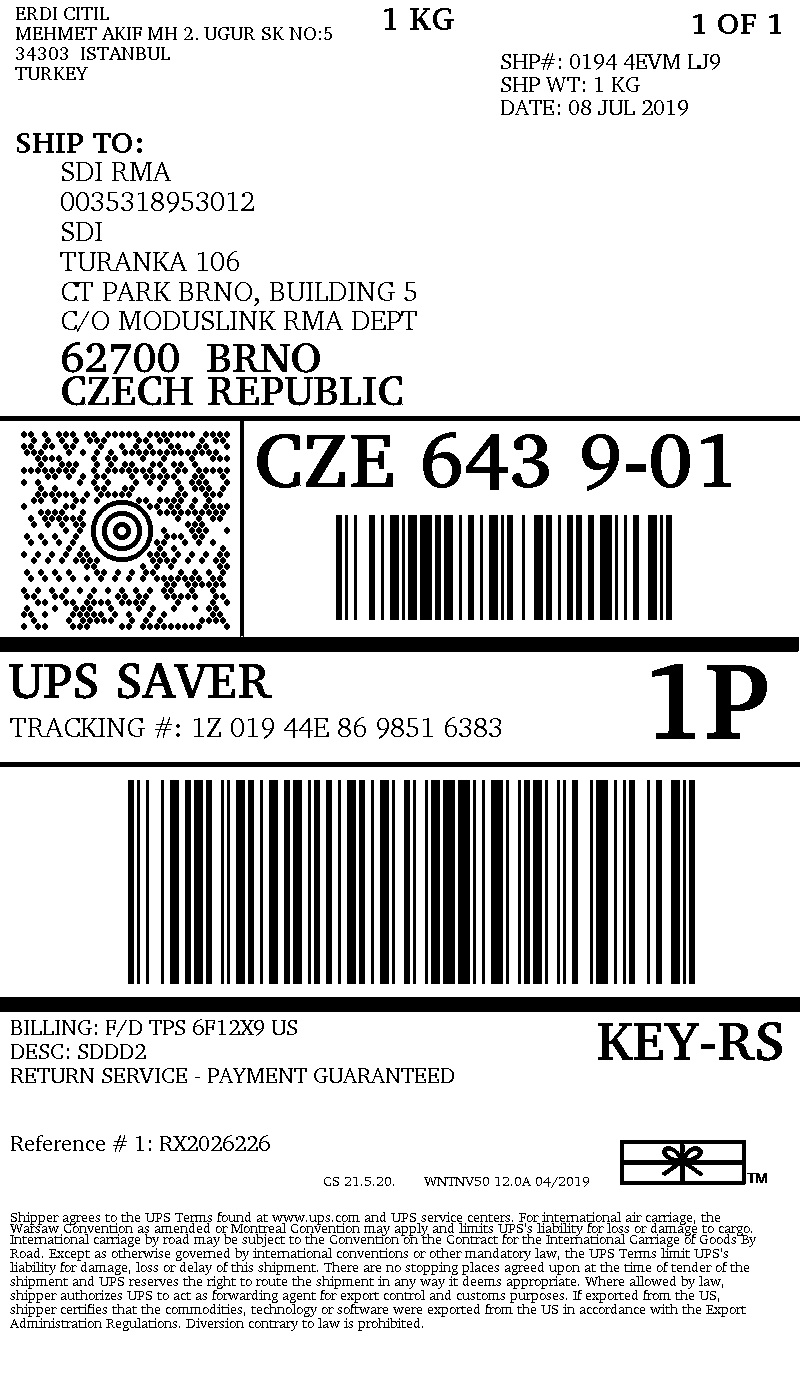 ERDI CITIL
MEHMET AKIF MH 2. UGUR SK NO:5
34303  ISTANBUL
TURKEY
1 KG
1 OF 1
SHP#: 0194 4EVM LJ9
SHP WT: 1 KG
DATE: 08 JUL 2019
SHIP TO:
SDI RMA
0035318953012
SDI
TURANKA 106
CT PARK BRNO, BUILDING 5
C/O MODUSLINK RMA DEPT
62700  BRNO
CZECH REPUBLIC
CZE 643 9-01
UPS SAVER
TRACKING #: 1Z 019 44E 86 9851 6383
1P
BILLING: F/D TPS 6F12X9 US
DESC: SDDD2
RETURN SERVICE - PAYMENT GUARANTEED
KEY-RS
Reference # 1: RX2026226
CS 21.5.20.   WNTNV50 12.0A 04/2019
TM
Shipper agrees to the UPS Terms found at www.ups.com and UPS service centers. For international air carriage, the
Warsaw Convention as amended or Montreal Convention may apply and limits UPS's liability for loss or damage to cargo.
International carriage by road may be subject to the Convention on the Contract for the International Carriage of Goods By
Road. Except as otherwise governed by international conventions or other mandatory law, the UPS Terms limit UPS's
liability for damage, loss or delay of this shipment. There are no stopping places agreed upon at the time of tender of the
shipment and UPS reserves the right to route the shipment in any way it deems appropriate. Where allowed by law,
shipper authorizes UPS to act as forwarding agent for export control and customs purposes. If exported from the US,
shipper certifies that the commodities, technology or software were exported from the US in accordance with the Export
Administration Regulations. Diversion contrary to law is prohibited.